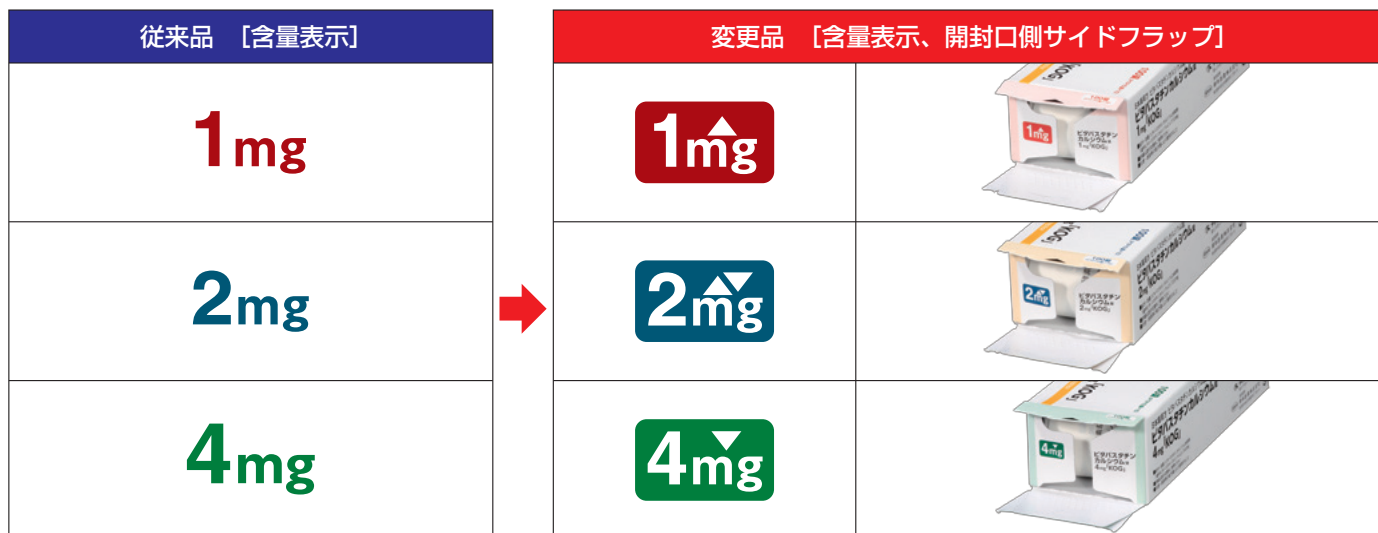 従来品 [含量表示]
変更品 [含量表示、開封口側サイドフラップ]
1mg
1mg
「KOG」
ピタバスタチンカルシウム
1mg「KOG」
1mg
ピタバスタチン
カルシウム
1mg「KOG」
2mg
2mg
「KOG」
ピタバスタチンカルシウム
2mg「KOG」
2mg
ピタバスタチン
カルシウム
2mg「KOG」
4mg
4mg
「KOG」
ピタバスタチンカルシウム
4mg「KOG」
4mg
ピタバスタチン
カルシウム
4mg「KOG」